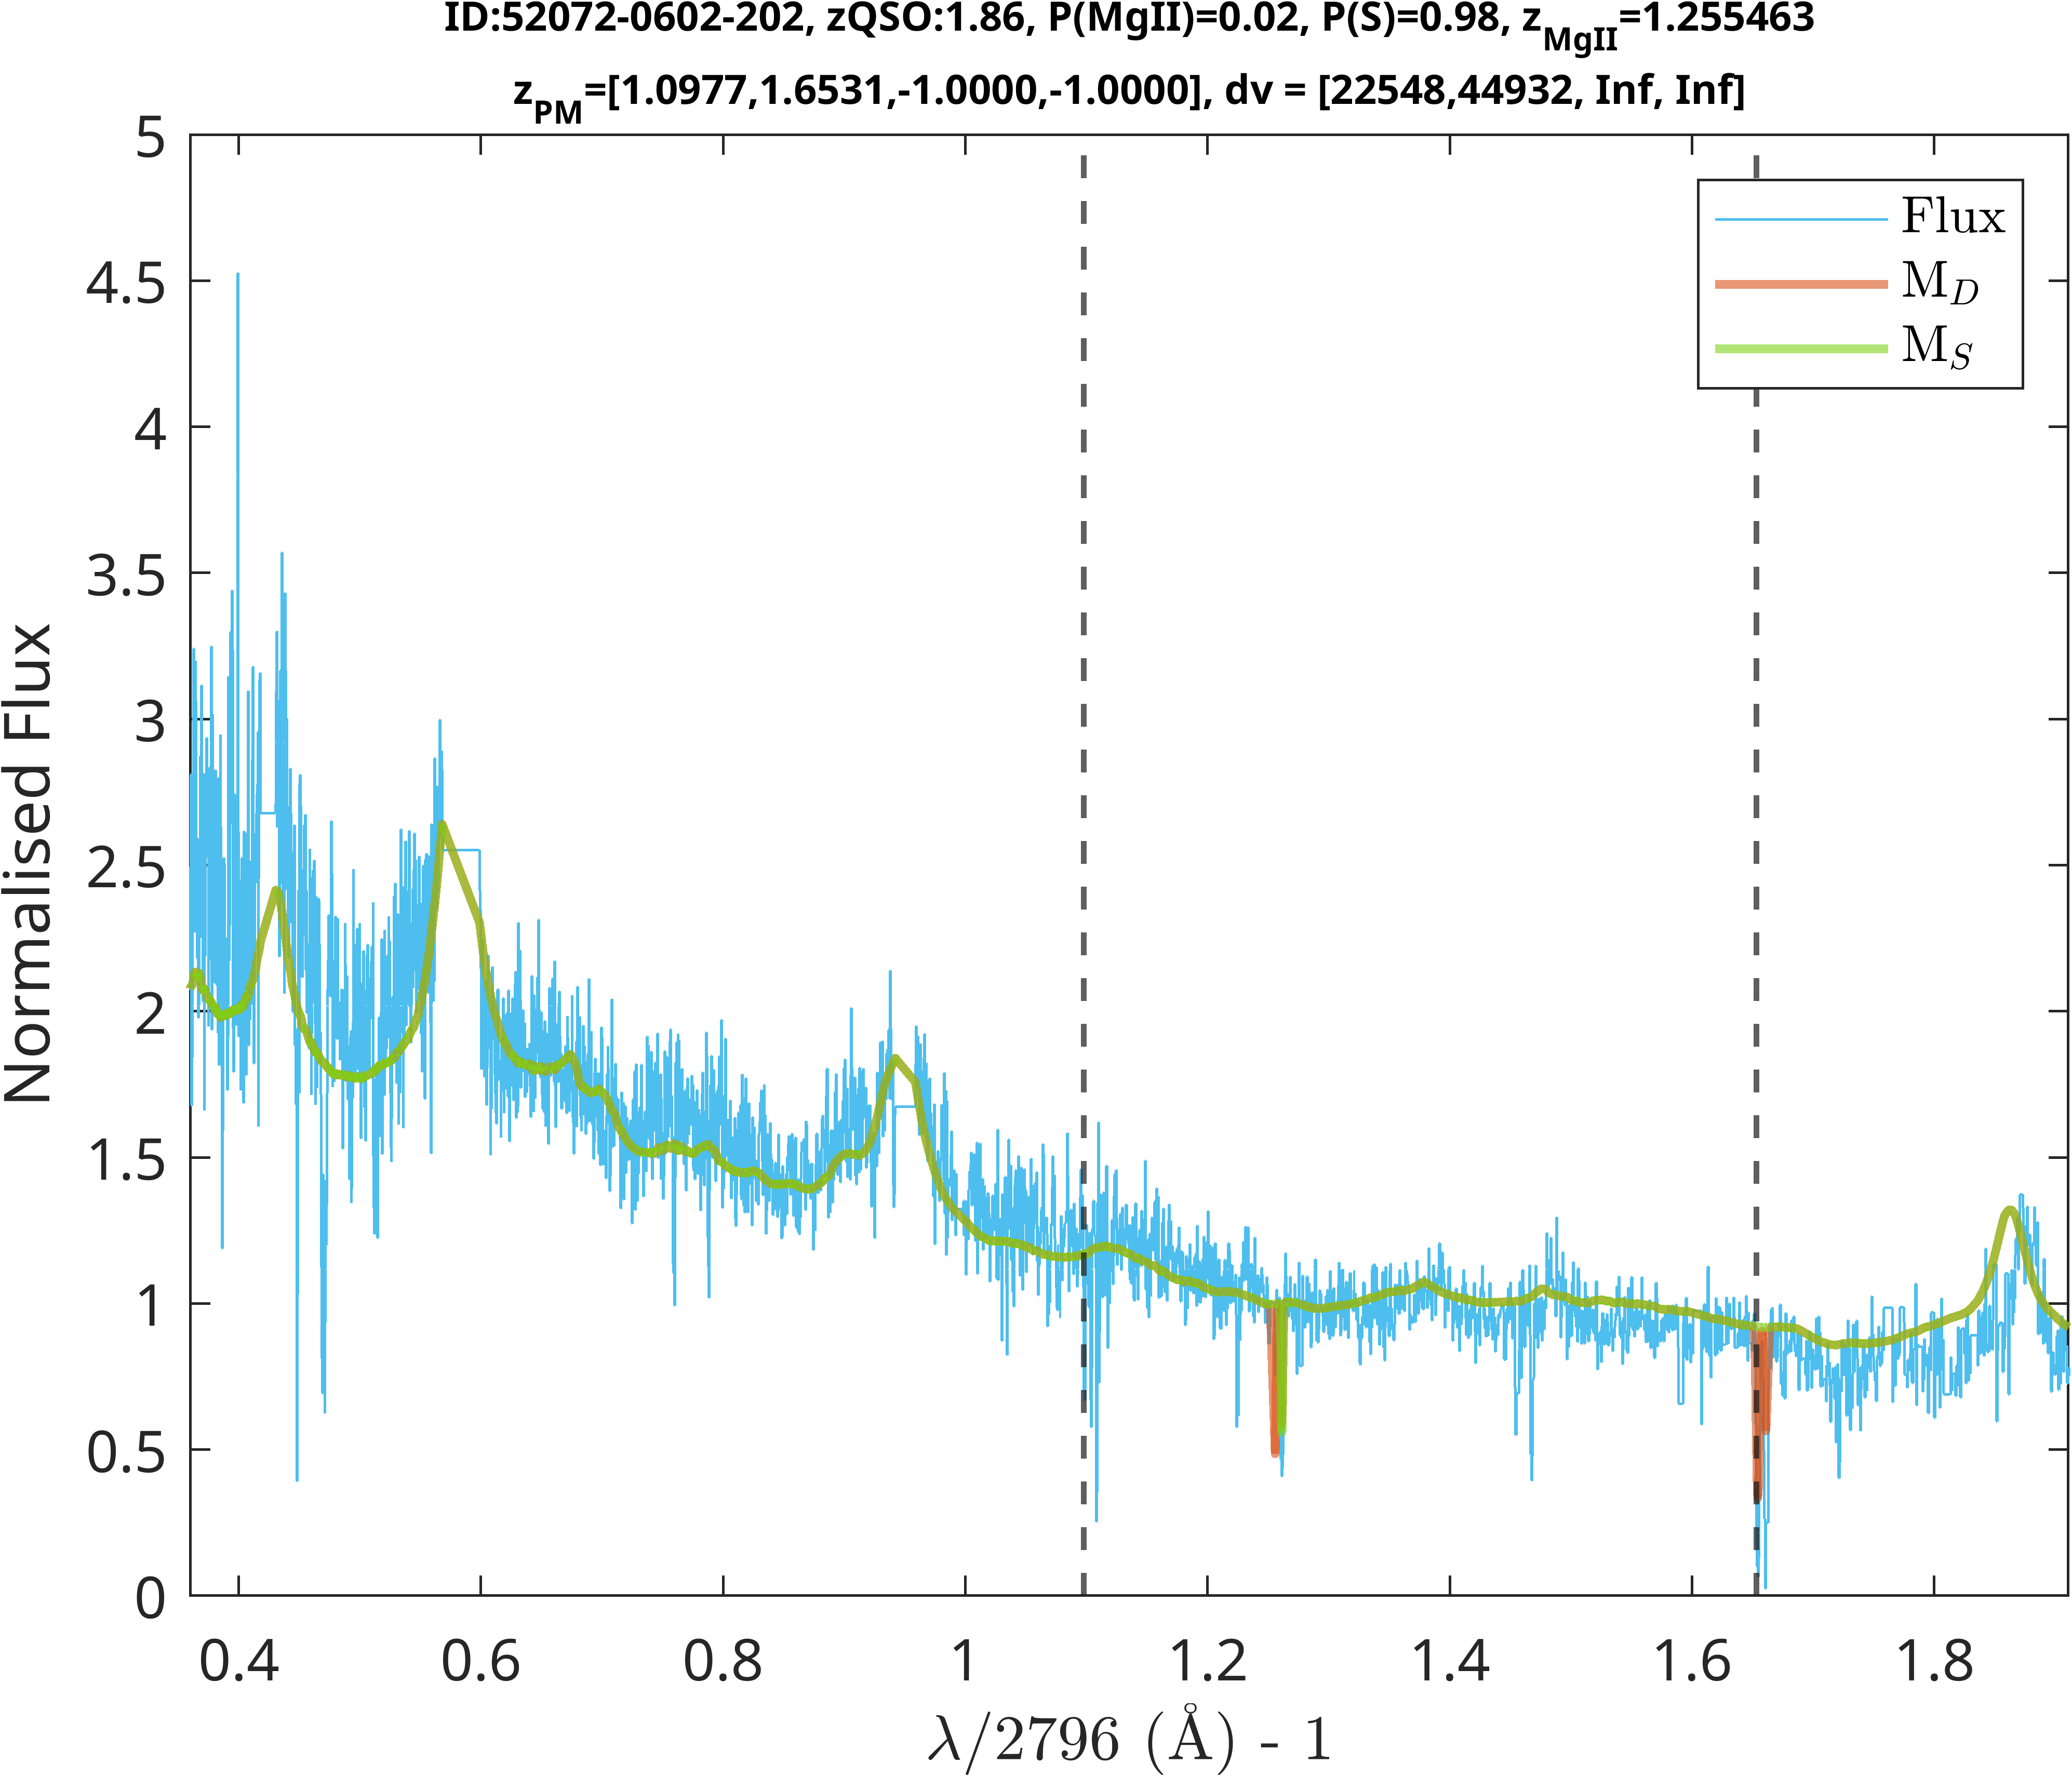 ID:52072-0602-202, zQSO:1.86, P(MgII)=0.02, P(S)=0.98, zMgII=1.255463
zPM=[1.0977,1.6531,-1.0000,-1.0000], dv = [22548,44932, Inf, Inf]
5
4.5
4
3.5
3
2.5
2
1.5
1
0.5
0
Normalised Flux
Flux
MD
MS
0.4 0.6 0.8 1 1.2 1.4 1.6 1.8
λ/2796 (Å) - 1